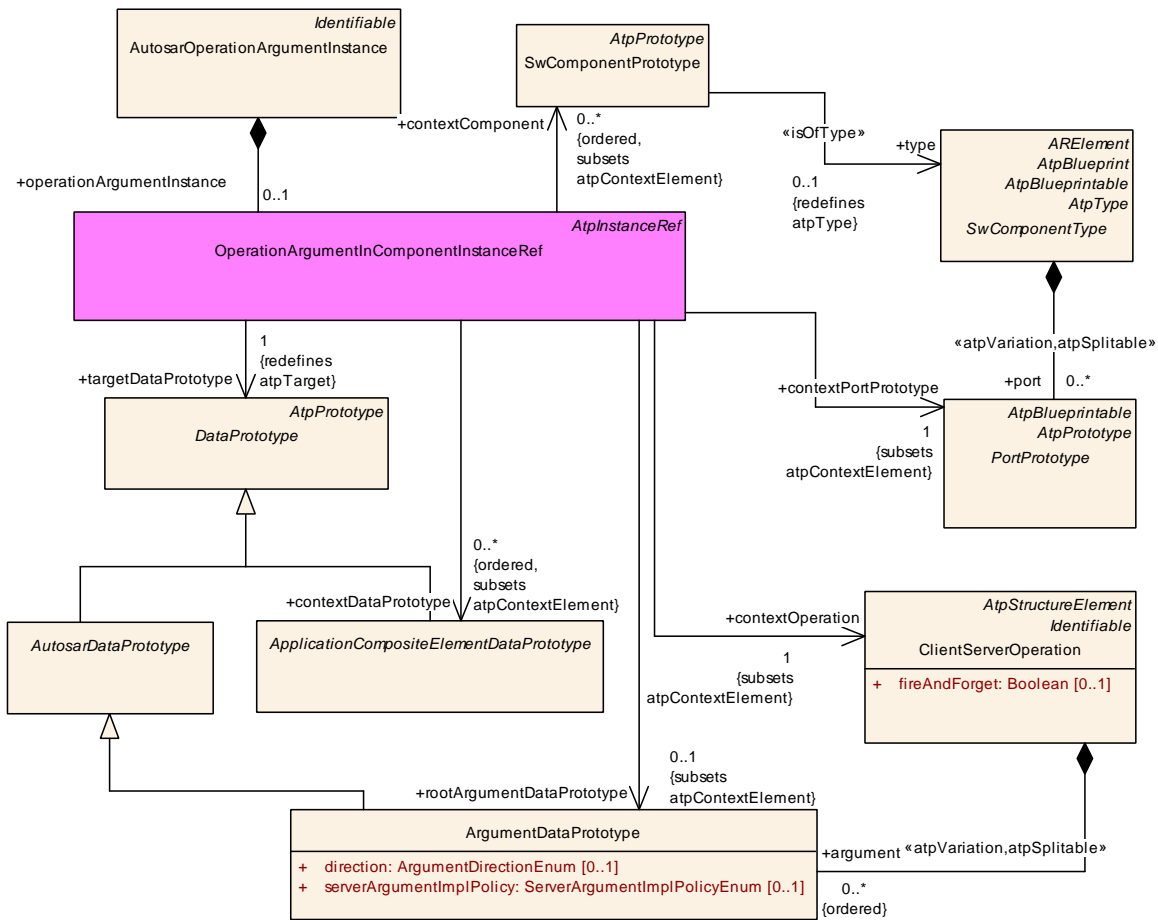 Identifiable
AutosarOperationArgumentInstance
AtpPrototype
SwComponentPrototype
+contextComponent
0..*
{ordered,
subsets
atpContextElement}
«isOfType»
+type
0..1
{redefines
atpType}
ARElement
AtpBlueprint
AtpBlueprintable
AtpType
SwComponentType
+operationArgumentInstance
0..1
AtpInstanceRef
OperationArgumentInComponentInstanceRef
«atpVariation,atpSplitable»
+port 0..*
1
{redefines
atpTarget}
+targetDataPrototype
+contextPortPrototype
1
{subsets
atpContextElement}
AtpPrototype
DataPrototype
AtpBlueprintable
AtpPrototype
PortPrototype
0..*
{ordered,
subsets
atpContextElement}
+contextDataPrototype
+contextOperation
1
{subsets
atpContextElement}
AtpStructureElement
Identifiable
ClientServerOperation
+ fireAndForget: Boolean [0..1]
AutosarDataPrototype
ApplicationCompositeElementDataPrototype
0..1
{subsets
atpContextElement}
+rootArgumentDataPrototype
ArgumentDataPrototype
+ direction: ArgumentDirectionEnum [0..1]
+ serverArgumentImplPolicy: ServerArgumentImplPolicyEnum [0..1]
+argument «atpVariation,atpSplitable»
0..*
{ordered}